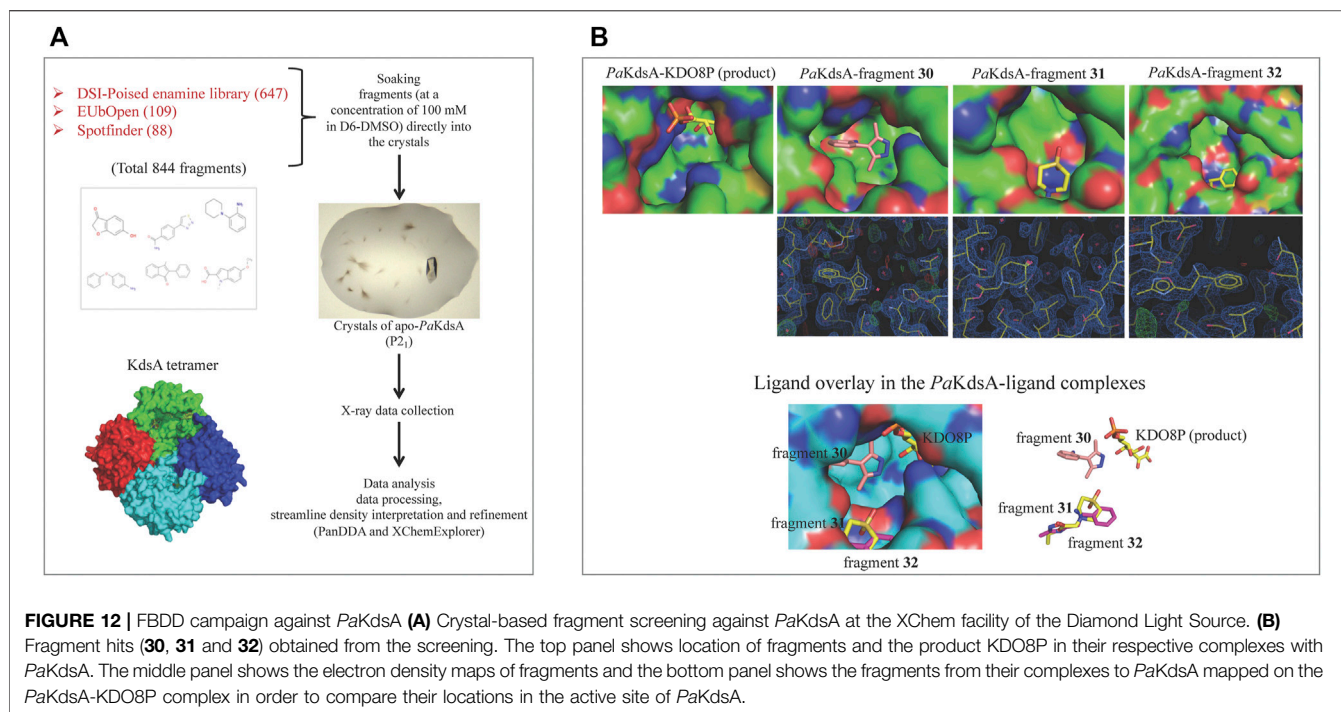 A
➢ DSI-Poised enamine library (647)
➢ EUbOpen (109)
➢ Spotfinder (88)
(Total 844 fragments)
Soaking
fragments (at a
concentration of 100 mM
in D6-DMSO) directly into
the crystals
Crystals of apo-PaKdsA
(P2₁)
KdsA tetramer
X-ray data collection
Data analysis
data processing,
streamline density interpretation and refinement
(PanDDA and XChemExplorer)
B
PaKdsA-KDO8P (product)
PaKdsA-fragment 30
PaKdsA-fragment 31
PaKdsA-fragment 32
Ligand overlay in the PaKdsA-ligand complexes
KDO8P
fragment 30
fragment 31
fragment 32
fragment 30
KDO8P (product)
fragment 31
fragment 32
FIGURE 12 | FBDD campaign against PaKdsA (A) Crystal-based fragment screening against PaKdsA at the XChem facility of the Diamond Light Source. (B)
Fragment hits (30, 31 and 32) obtained from the screening. The top panel shows location of fragments and the product KDO8P in their respective complexes with
PaKdsA. The middle panel shows the electron density maps of fragments and the bottom panel shows the fragments from their complexes to PaKdsA mapped on the
PaKdsA-KDO8P complex in order to compare their locations in the active site of PaKdsA.